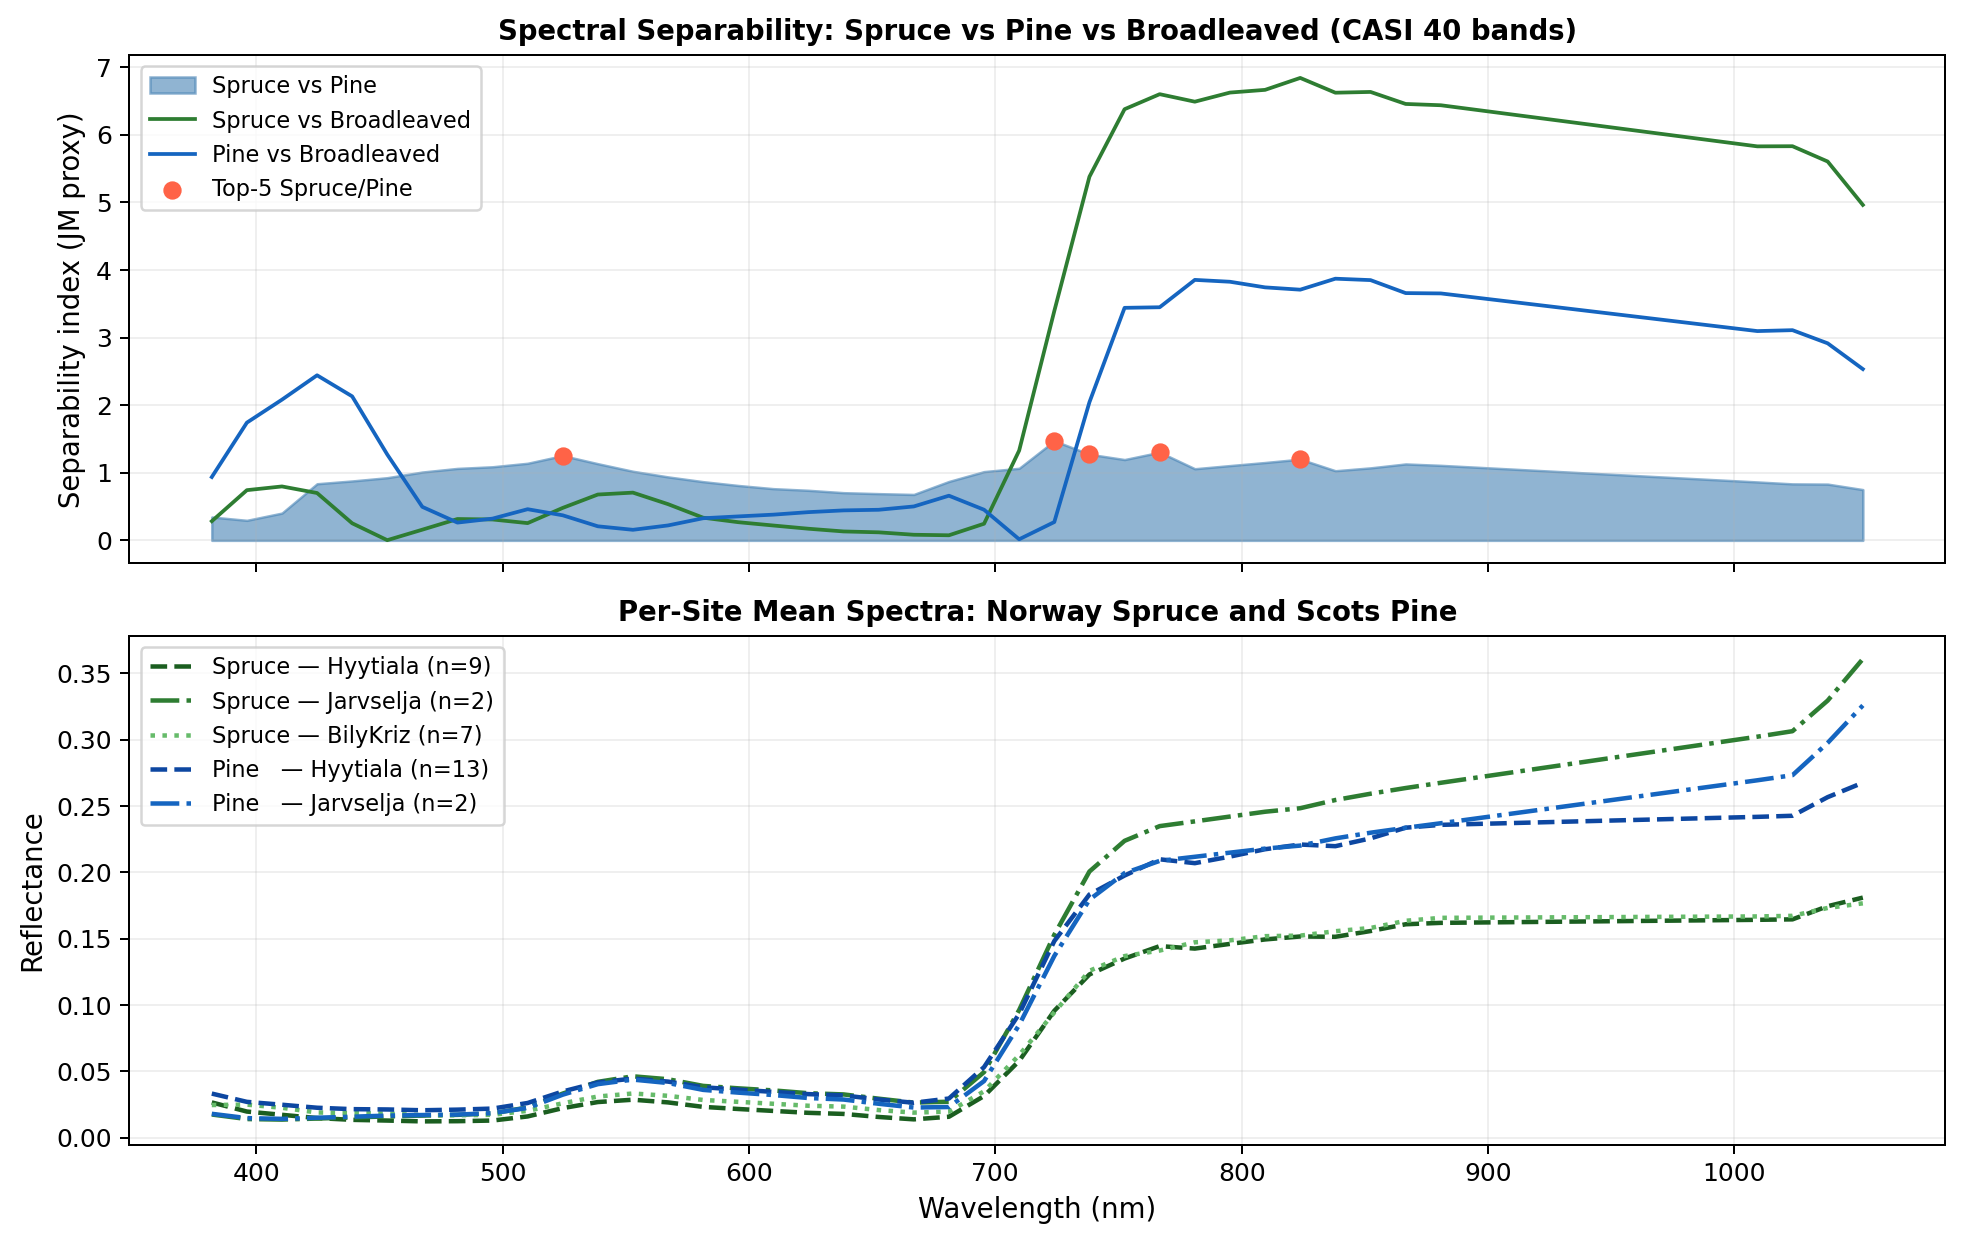 Spectral Separability: Spruce vs Pine vs Broadleaved (CASI 40 bands)
Separability index (JM proxy)
7
6
5
4
3
2
1
0
Spruce vs Pine
Spruce vs Broadleaved
Pine vs Broadleaved
Top-5 Spruce/Pine
Per-Site Mean Spectra: Norway Spruce and Scots Pine
Reflectance
0.35
0.30
0.25
0.20
0.15
0.10
0.05
0.00
Spruce — Hyytiala (n=9)
Spruce — Jarvselja (n=2)
Spruce — BilyKriz (n=7)
Pine — Hyytiala (n=13)
Pine — Jarvselja (n=2)
400 500 600 700 800 900 1000
Wavelength (nm)